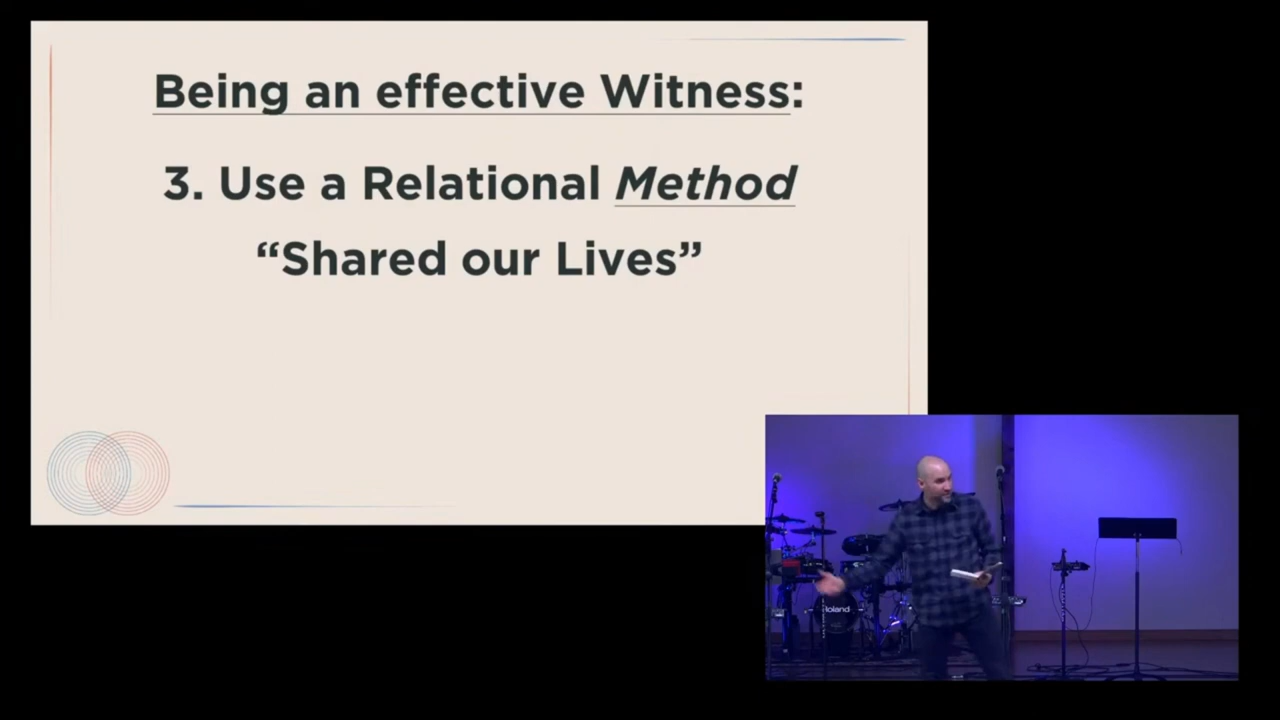 Being an effective Witness:
3. Use a Relational Method
“Shared our Lives”
Roland